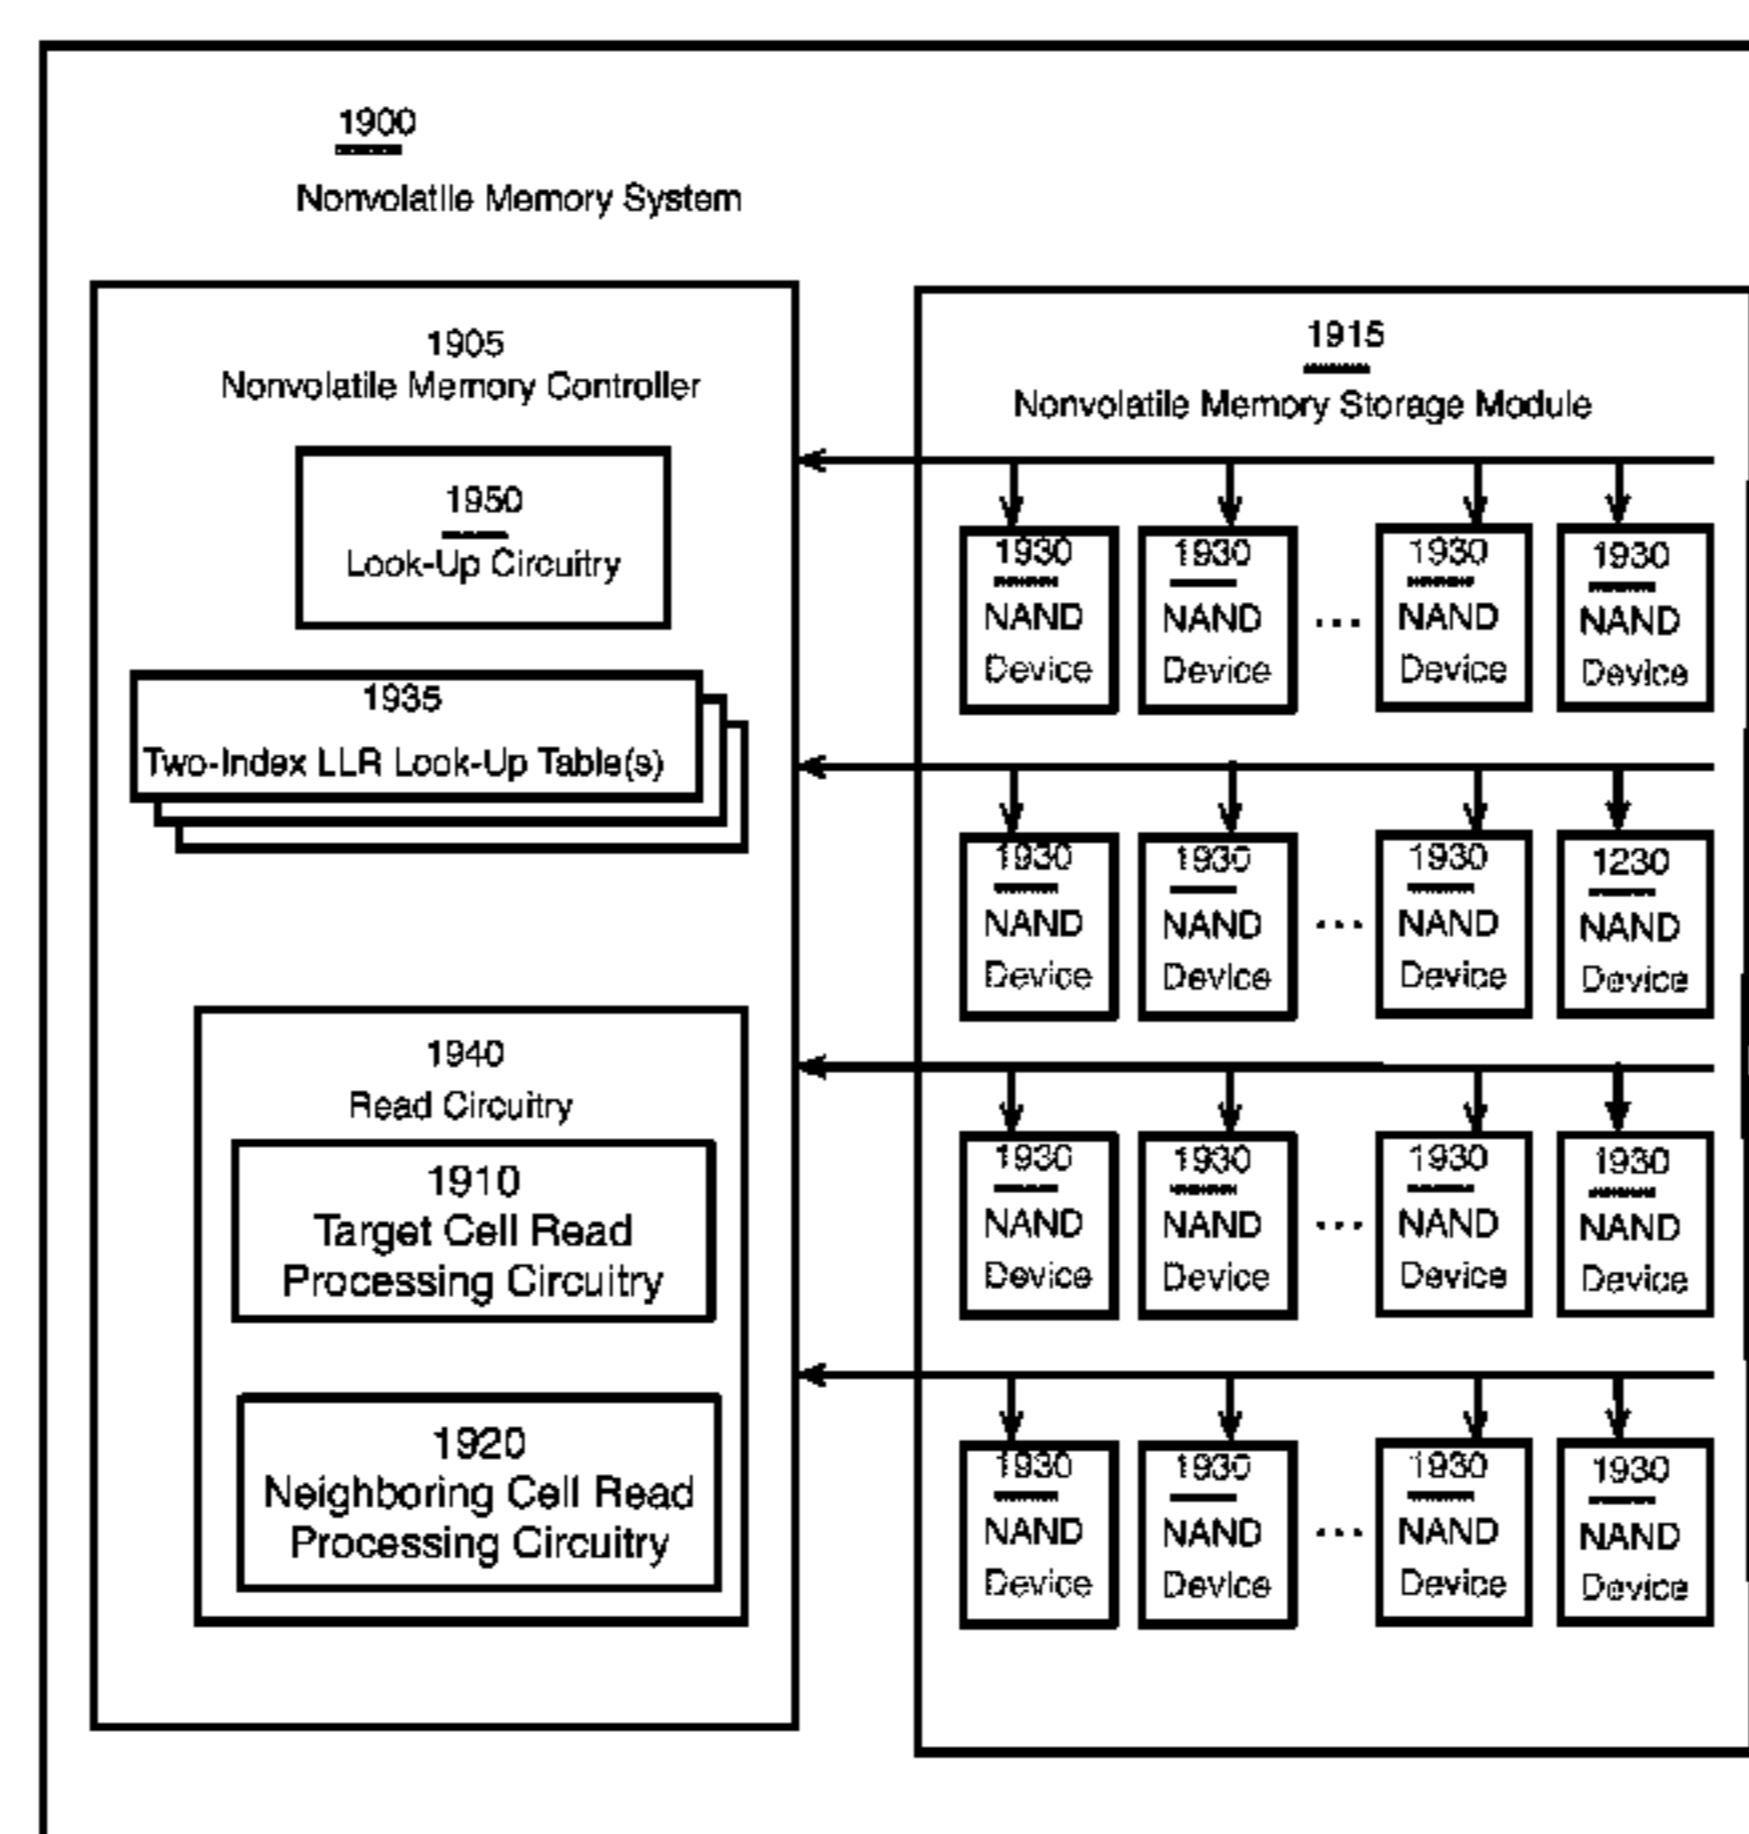 1900
Nonvolatile Memory System
1905
Nonvolatile Memory Controller
1950
Look-Up Circuitry
1935
Two-Index LLR Look-Up Table(s)
1940
Read Circuitry
1910
Target Cell Read
Processing Circuitry
1920
Neighboring Cell Read
Processing Circuitry
1915
Nonvolatile Memory Storage Module
1930 1930 1930 1930
NAND NAND ... NAND NAND
Device Device Device Device
1930 1930 1930 1230
NAND NAND ... NAND NAND
Device Device Device Device
1930 1930 1930 1930
NAND NAND ... NAND NAND
Device Device Device Device
1930 1930 1930 1930
NAND NAND ... NAND NAND
Device Device Device Device